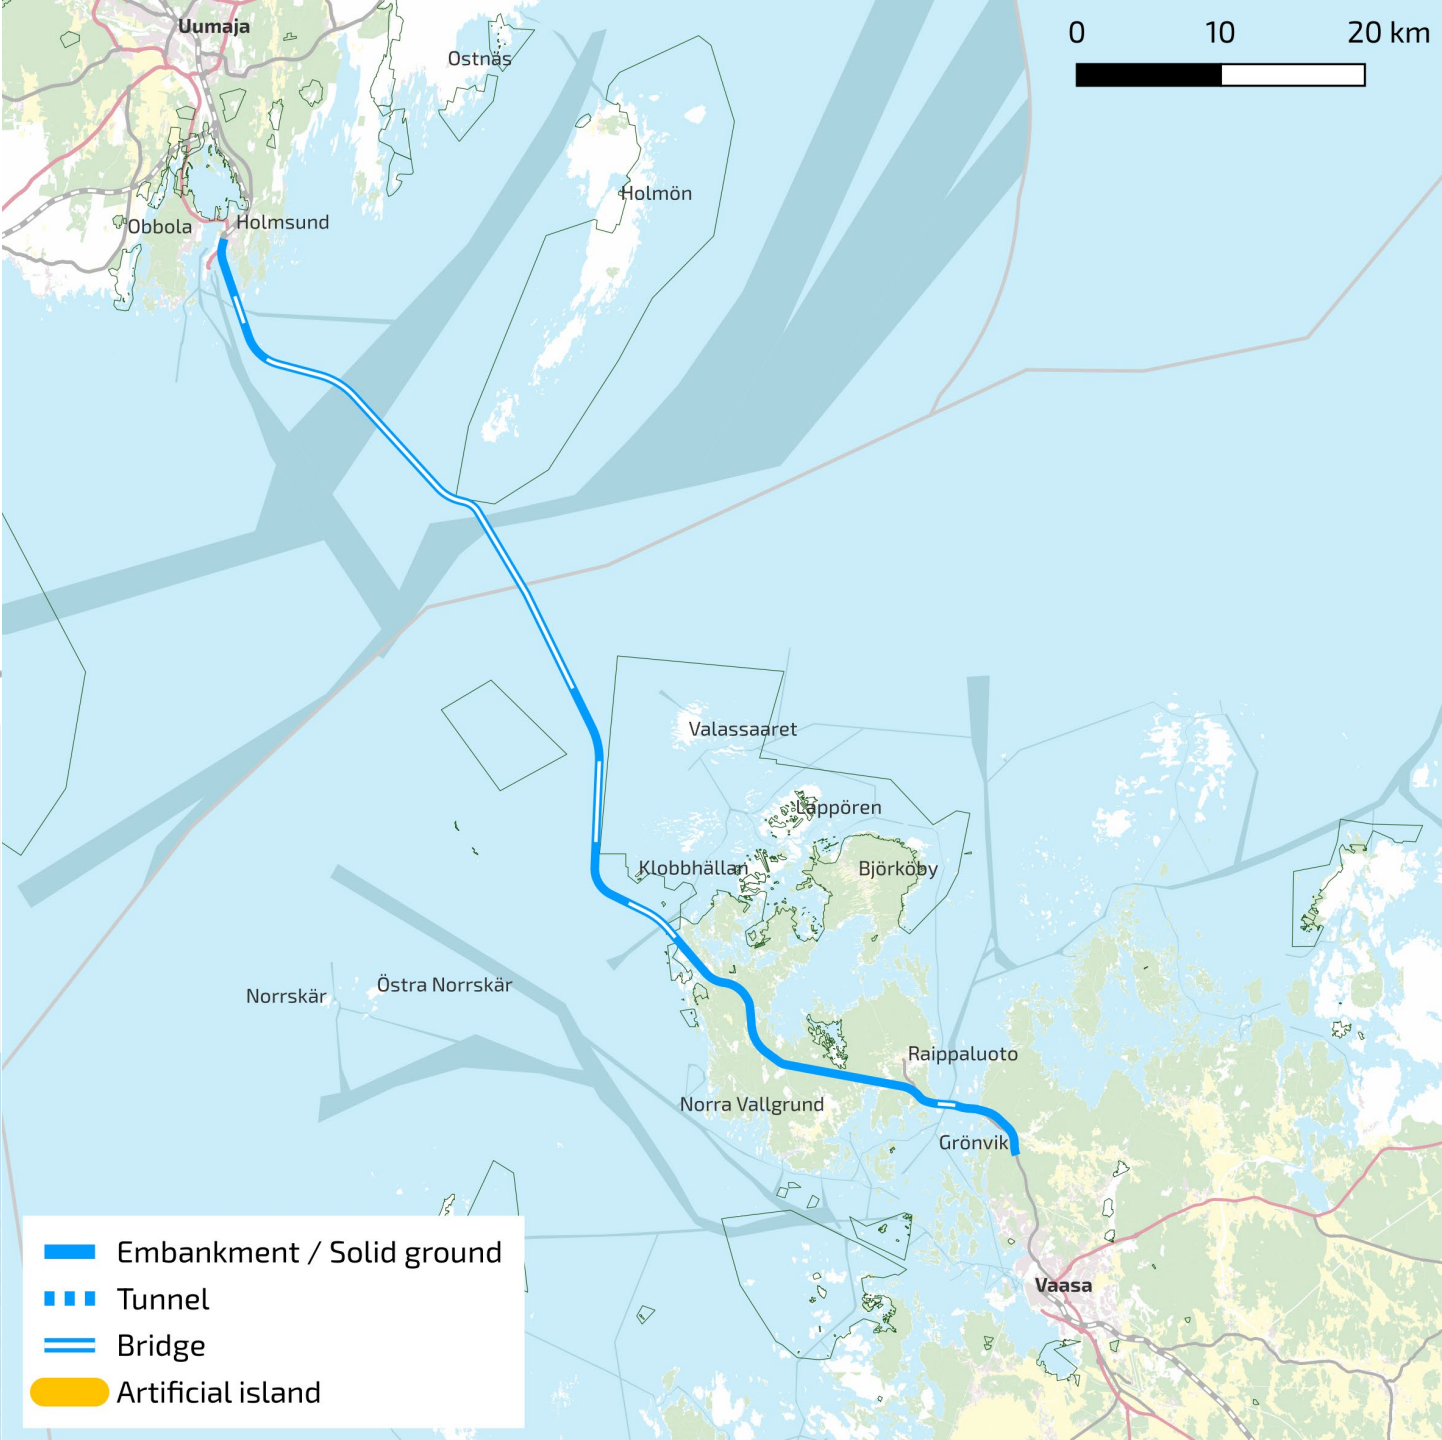 Uumaja
0 10 20 km
Ostnäs
Holmön
Obbola
Holmsund
Valassaaret
Lappören
Klobbhällan
Björköby
Östra Norrskär
Norrskär
Raippaluoto
Norra Vallgrund
Grönvik
Vaasa
Embankment / Solid ground
Tunnel
Bridge
Artificial island